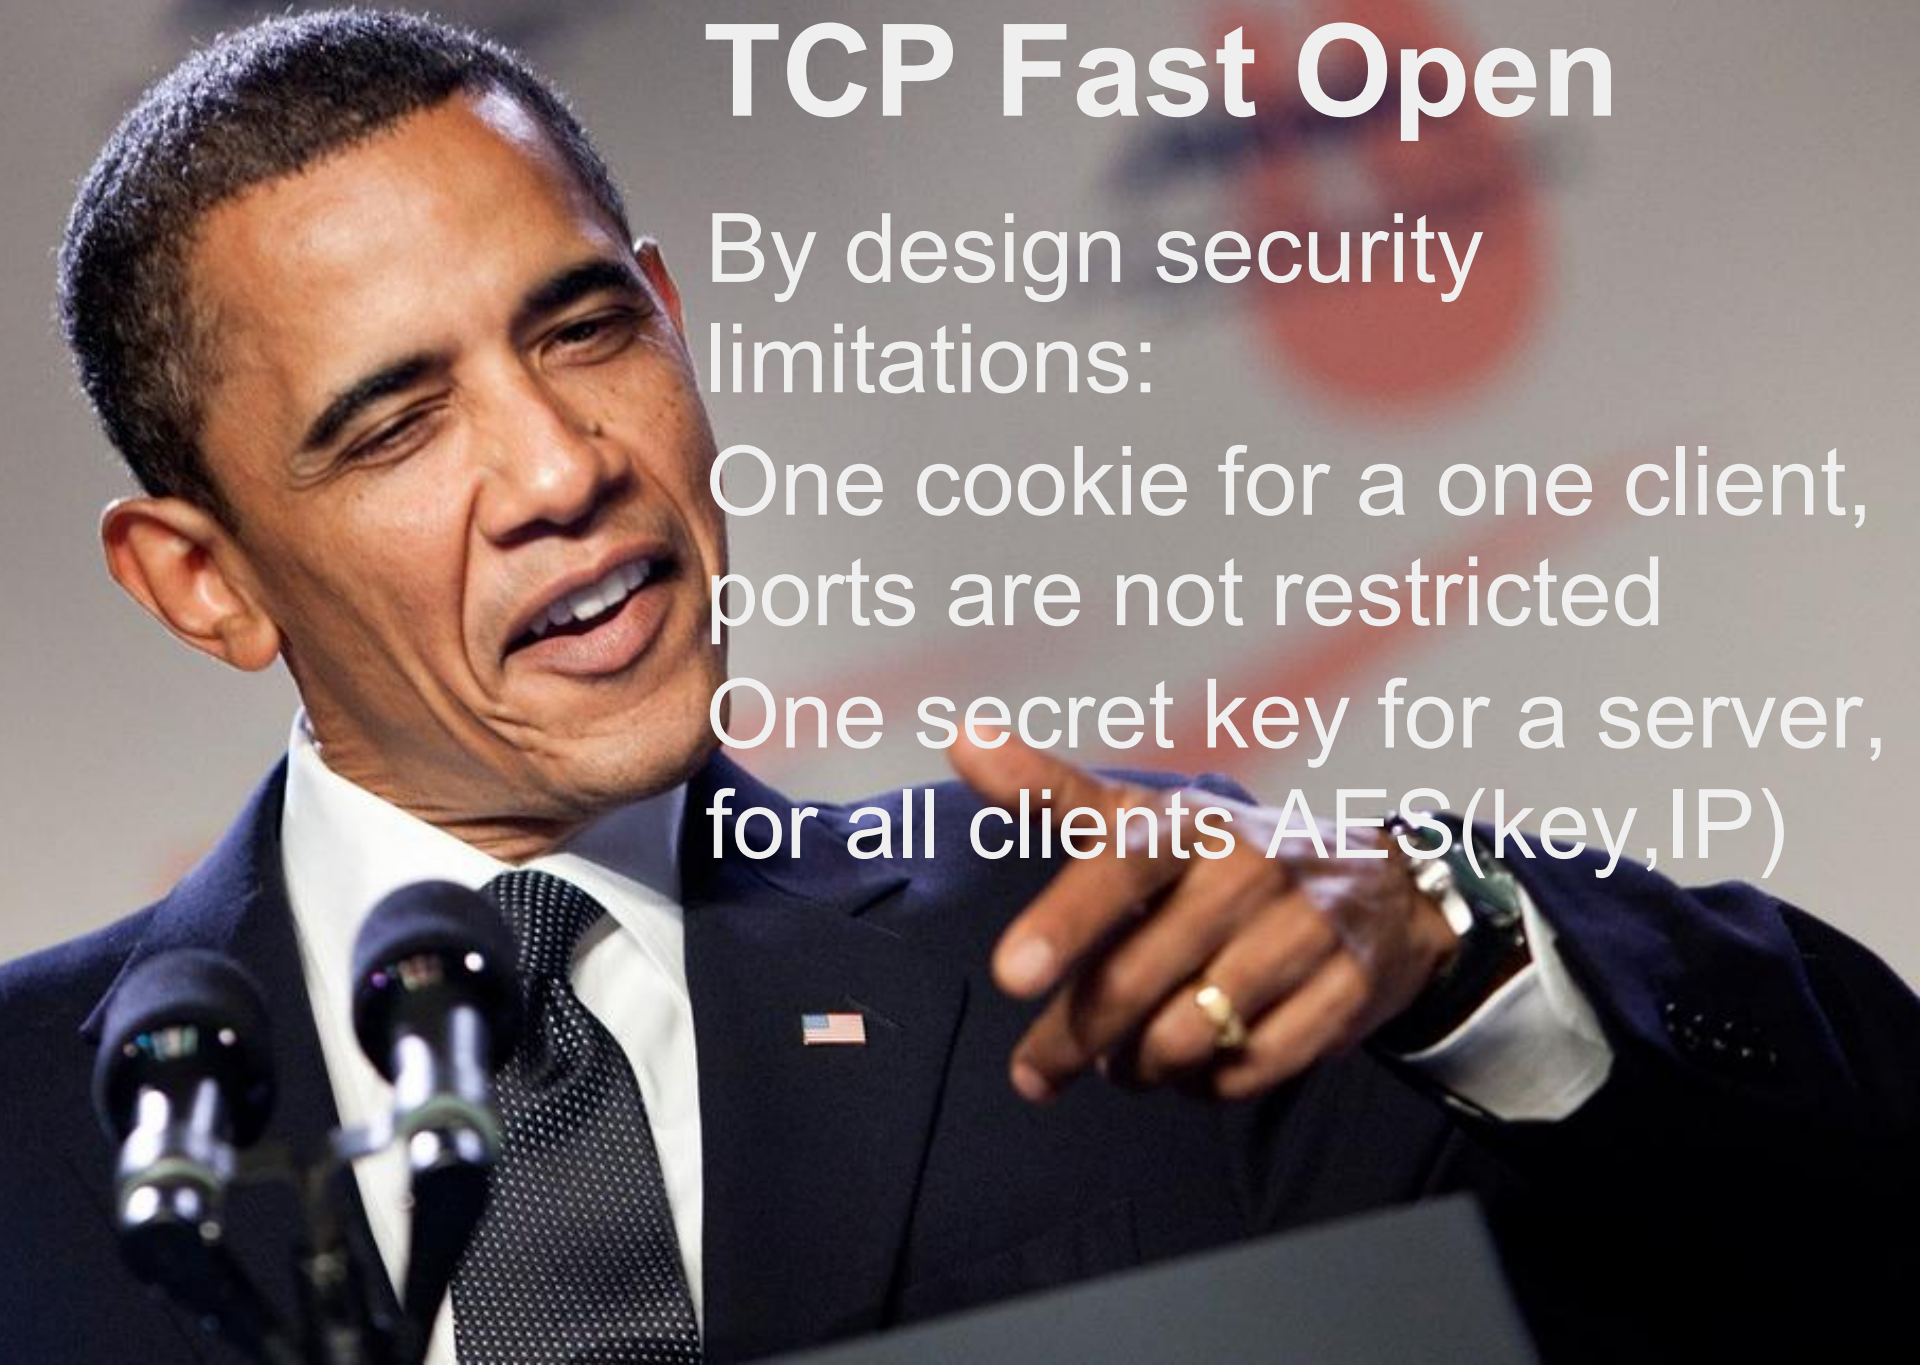 TCP Fast Open
By design security
limitations:
One cookie for a one client,
ports are not restricted
One secret key for a server,
for all clients AES(key,IP)